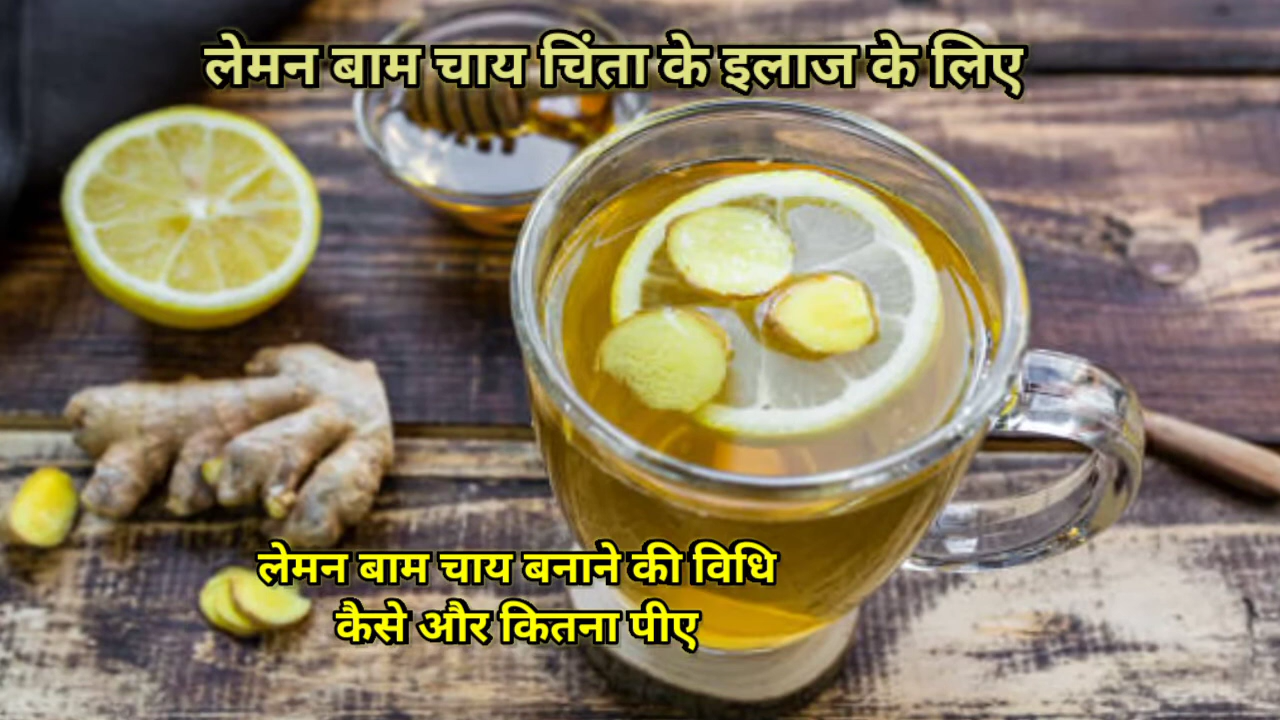 लेमन बाम चाय चिंता के इलाज के लिए
लेमन बाम चाय बनाने की विधि
कैसे और कितना पीए